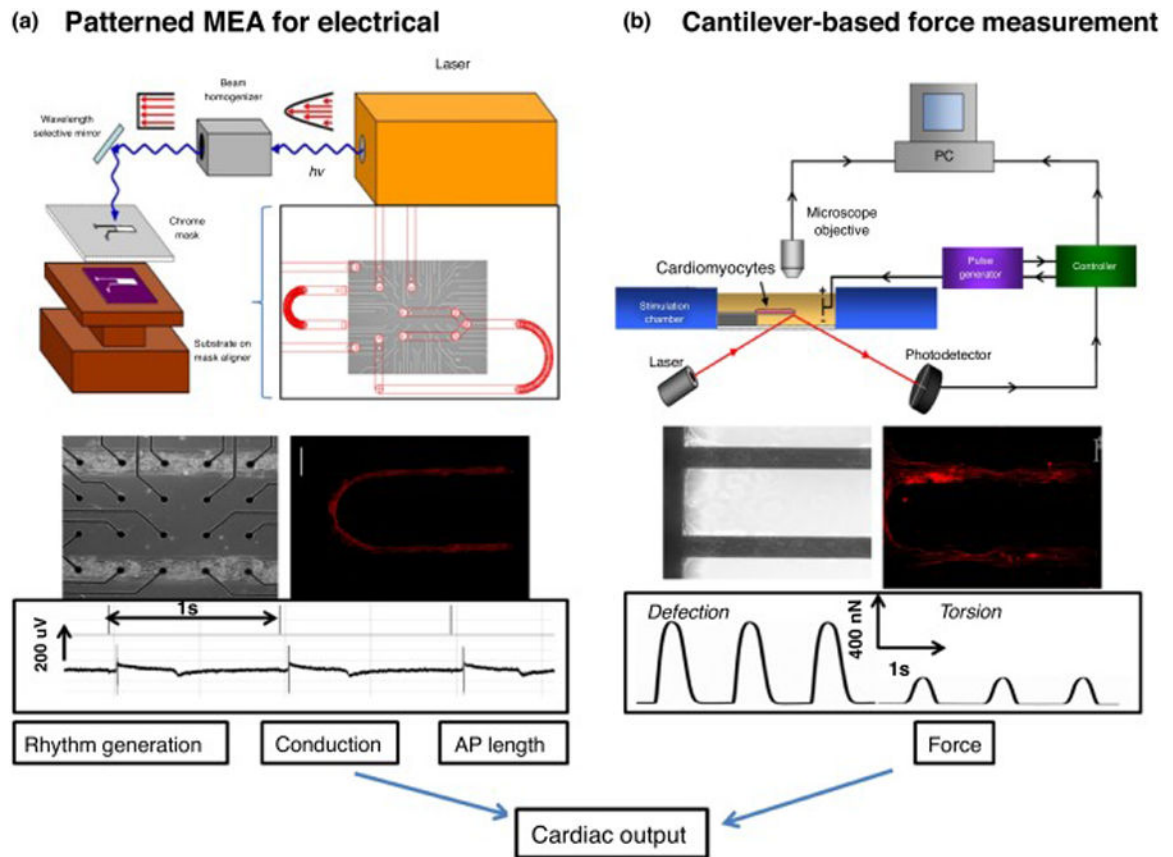 (a) Patterned MEA for electrical
Laser
Beam
homogenizer
Wavelength
selective mirror
hv
Chrome
mask
Substrate on
mask aligner
1s
200 uV
Rhythm generation
Conduction
AP length
(b) Cantilever-based force measurement
PC
Microscope
objective
Cardiomyocytes
Pulse
generator
Controller
Stimulation
chamber
+
-
Laser
Photodetector
Defection
Torsion
400 nN
1s
Force
Cardiac output